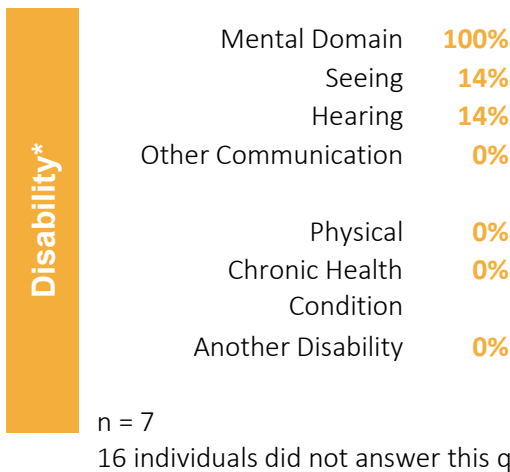 Disability*
Mental Domain 100%
Seeing 14%
Hearing 14%
Other Communication 0%
Physical 0%
Chronic Health 0%
Condition
Another Disability 0%
n = 7
16 individuals did not answer this